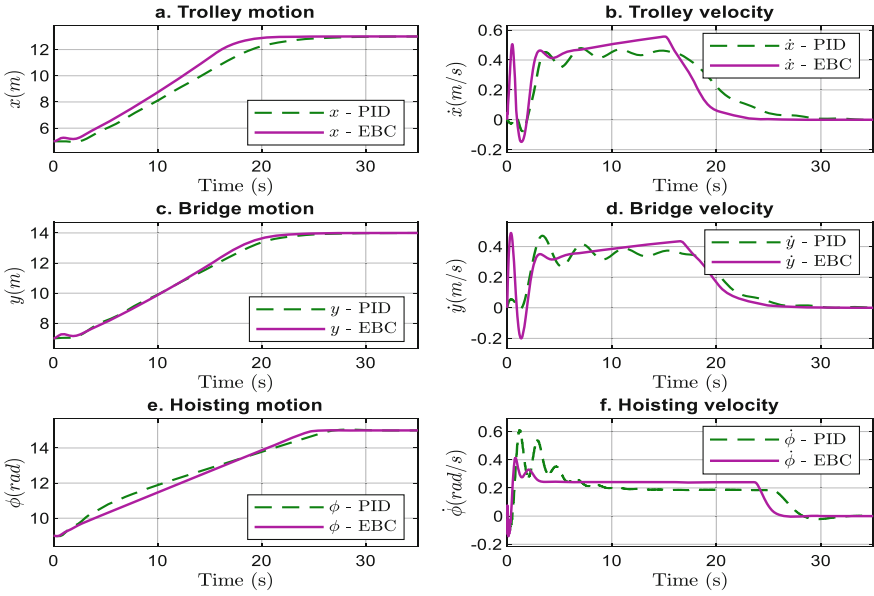 a. Trolley motion
12
10
8
6
x(m)
x - PID
x - EBC
0
10
20
30
Time (s)
b. Trolley velocity
0.6
0.4
0.2
0
-0.2
ẋ(m/s)
ẋ - PID
ẋ - EBC
0
10
20
30
Time (s)
c. Bridge motion
14
12
10
8
y(m)
y - PID
y - EBC
0
10
20
30
Time (s)
d. Bridge velocity
0.4
0.2
0
-0.2
ẏ(m/s)
ẏ - PID
ẏ - EBC
0
10
20
30
Time (s)
e. Hoisting motion
14
12
10
ϕ(rad)
ϕ - PID
ϕ - EBC
0
10
20
30
Time (s)
f. Hoisting velocity
0.6
0.4
0.2
0
-0.2
ϕ̇(rad/s)
ϕ̇ - PID
ϕ̇ - EBC
0
10
20
30
Time (s)